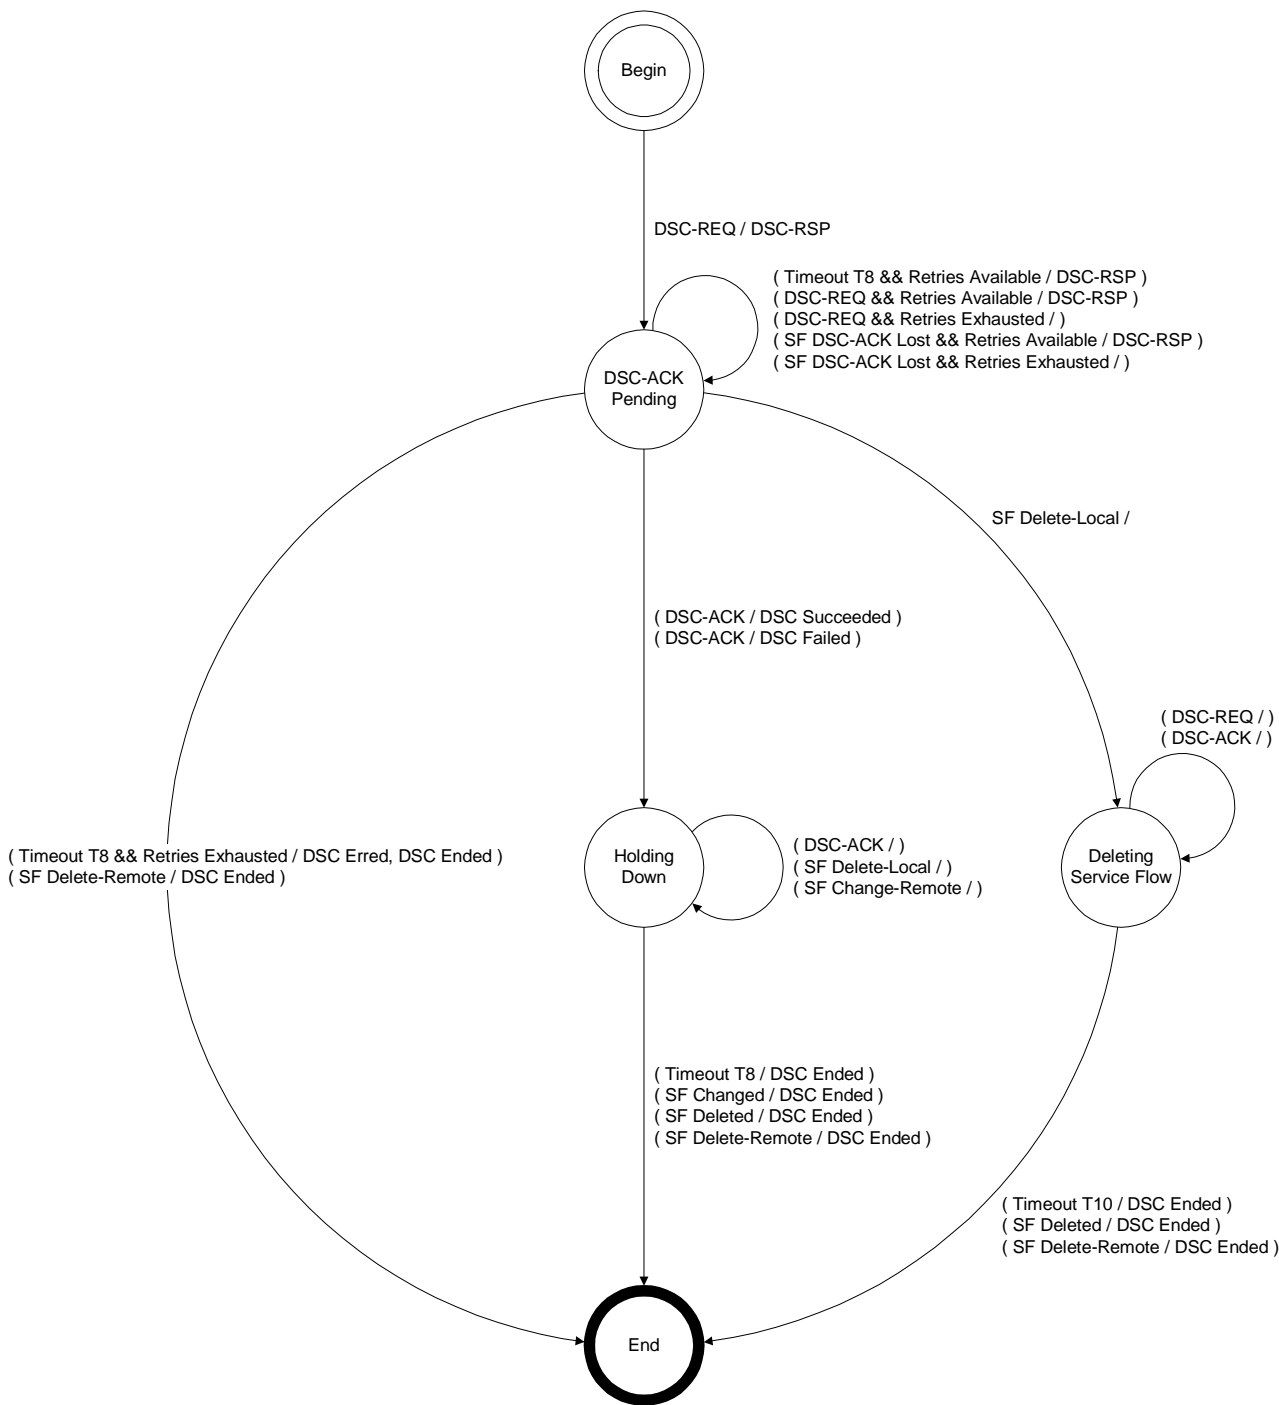 Begin
DSC-REQ / DSC-RSP
( Timeout T8 && Retries Available / DSC-RSP )
( DSC-REQ && Retries Available / DSC-RSP )
( DSC-REQ && Retries Exhausted / )
( SF DSC-ACK Lost && Retries Available / DSC-RSP )
( SF DSC-ACK Lost && Retries Exhausted / )
DSC-ACK
Pending
SF Delete-Local /
( DSC-ACK / DSC Succeeded )
( DSC-ACK / DSC Failed )
( DSC-REQ / )
( DSC-ACK / )
( Timeout T8 && Retries Exhausted / DSC Erred, DSC Ended )
( SF Delete-Remote / DSC Ended )
Holding
Down
( DSC-ACK / )
( SF Delete-Local / )
( SF Change-Remote / )
Deleting
Service Flow
( Timeout T8 / DSC Ended )
( SF Changed / DSC Ended )
( SF Deleted / DSC Ended )
( SF Delete-Remote / DSC Ended )
( Timeout T10 / DSC Ended )
( SF Deleted / DSC Ended )
( SF Delete-Remote / DSC Ended )
End